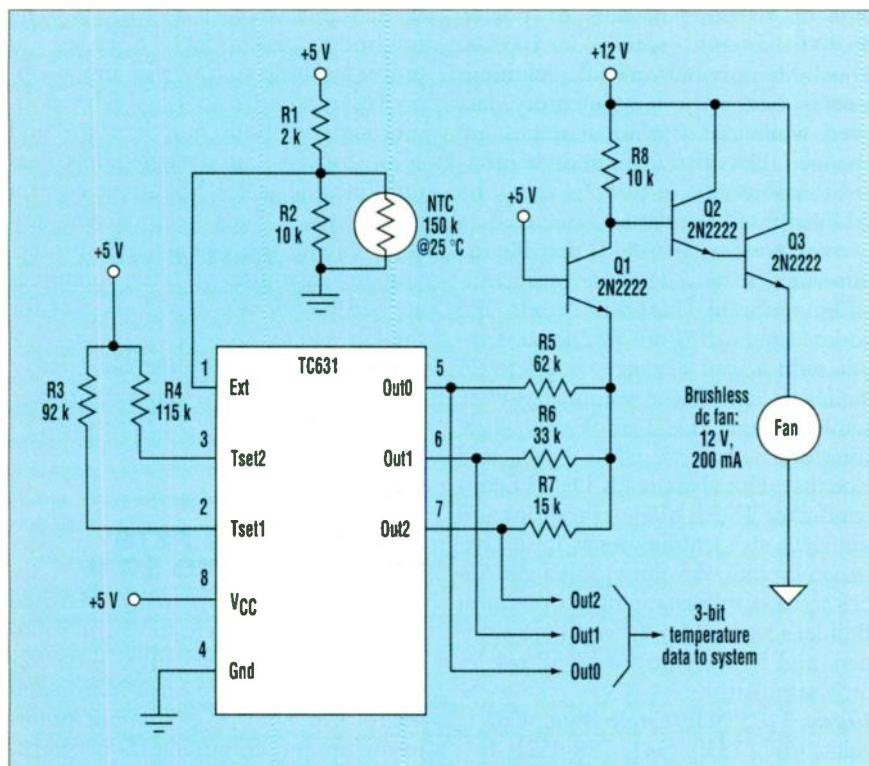 +5 V
R1
2 k
R2
10 k
NTC
150 k
@25 °C
+12 V
R8
10 k
+5 V
Q2
2N2222
Q3
2N2222
Q1
2N2222
+5 V
R3
92 k
R4
115 k
TC631
1
Ext
3
Tset2
2
Tset1
8
VCC
+5 V
4
Gnd
5
Out0
6
Out1
7
Out2
R5
62 k
R6
33 k
R7
15 k
Brushless
dc fan:
12 V,
200 mA
Fan
Out2
Out1
Out0
3-bit
temperature
data to system